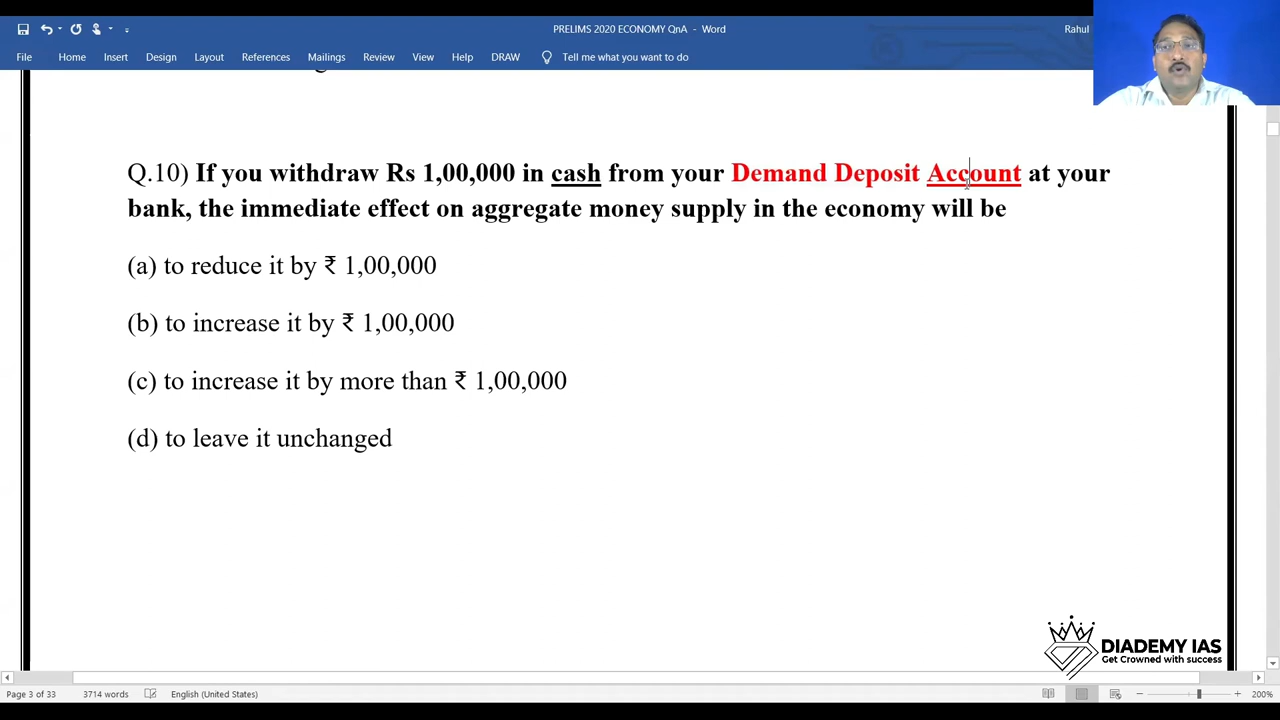 PRELIMS 2020 ECONOMY QnA - Word
Rahul
File Home Insert Design Layout References Mailings Review View Help DRAW Tell me what you want to do
Q.10) If you withdraw Rs 1,00,000 in cash from your Demand Deposit Account at your
bank, the immediate effect on aggregate money supply in the economy will be
(a) to reduce it by ₹ 1,00,000
(b) to increase it by ₹ 1,00,000
(c) to increase it by more than ₹ 1,00,000
(d) to leave it unchanged
DIADEMY IAS
Get Crowned with success
Page 3 of 33 3714 words English (United States) 200%